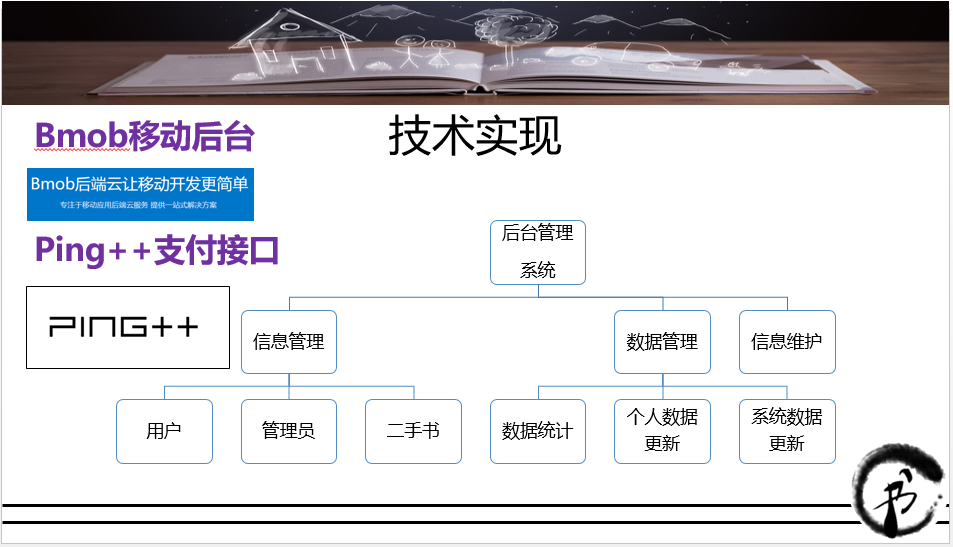 Bmob移动后台
技术实现
Bmob后端云让移动开发更简单
专注于移动应用后端云服务 提供一站式解决方案
Ping++支付接口
PING++
后台管理
系统
信息管理
数据管理
信息维护
用户
管理员
二手书
数据统计
个人数据
更新
系统数据
更新
书